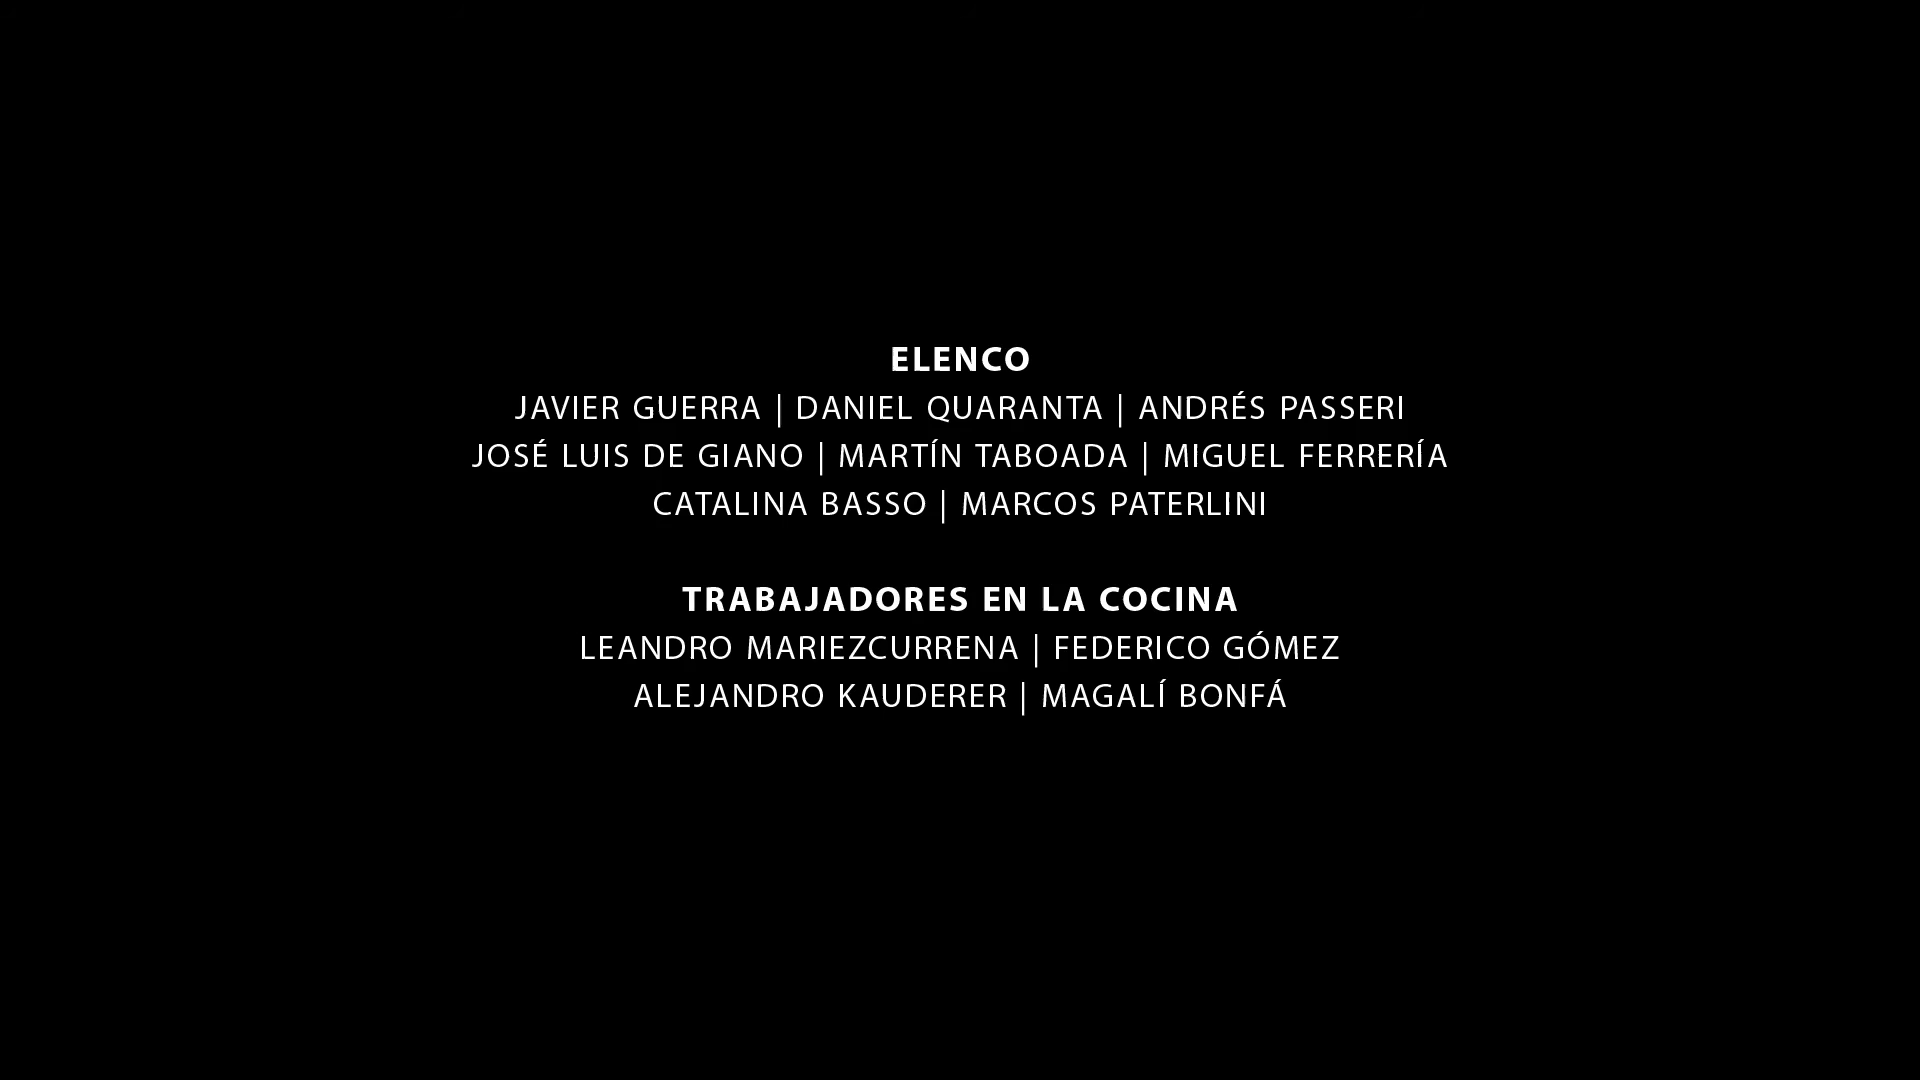 ELENCO
JAVIER GUERRA | DANIEL QUARANTA | ANDRÉS PASSERI
JOSÉ LUIS DE GIANO | MARTÍN TABOADA | MIGUEL FERRERÍA
CATALINA BASSO | MARCOS PATERLINI
TRABAJADORES EN LA COCINA
LEANDRO MARIEZCURRENA | FEDERICO GÓMEZ
ALEJANDRO KAUDERER | MAGALÍ BONFÁ